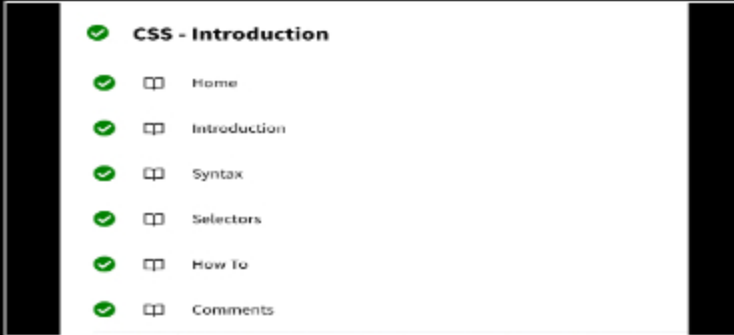 CSS - Introduction
Home
Introduction
Syntax
Selectors
How To
Comments